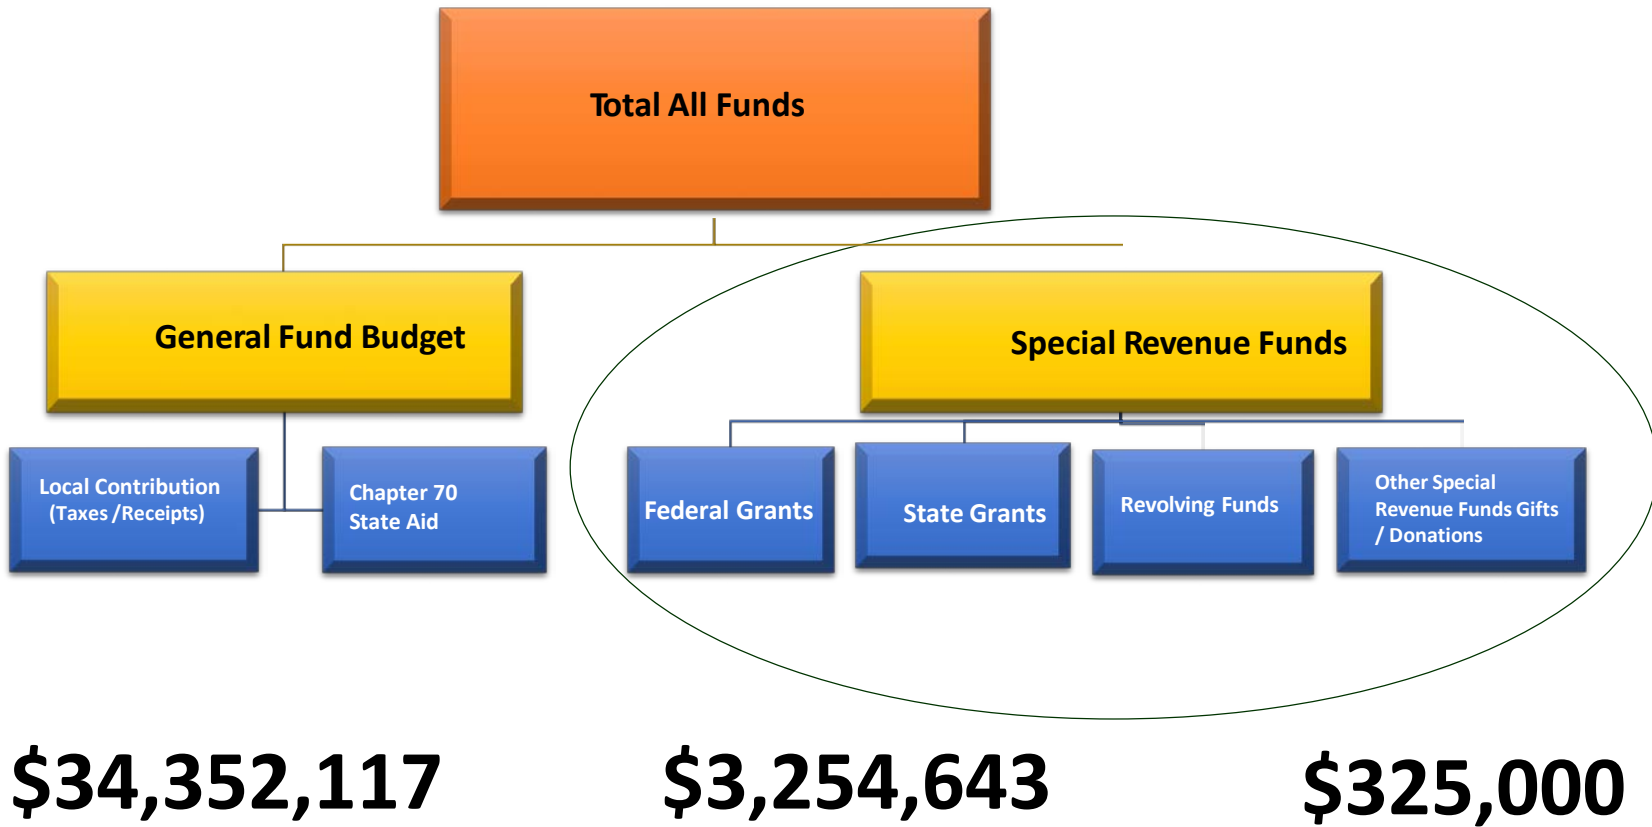 Total All Funds
General Fund Budget
Special Revenue Funds
Local Contribution
(Taxes /Receipts)
Chapter 70
State Aid
Federal Grants
State Grants
Revolving Funds
Other Special
Revenue Funds Gifts
/ Donations
$34,352,117
$3,254,643
$325,000